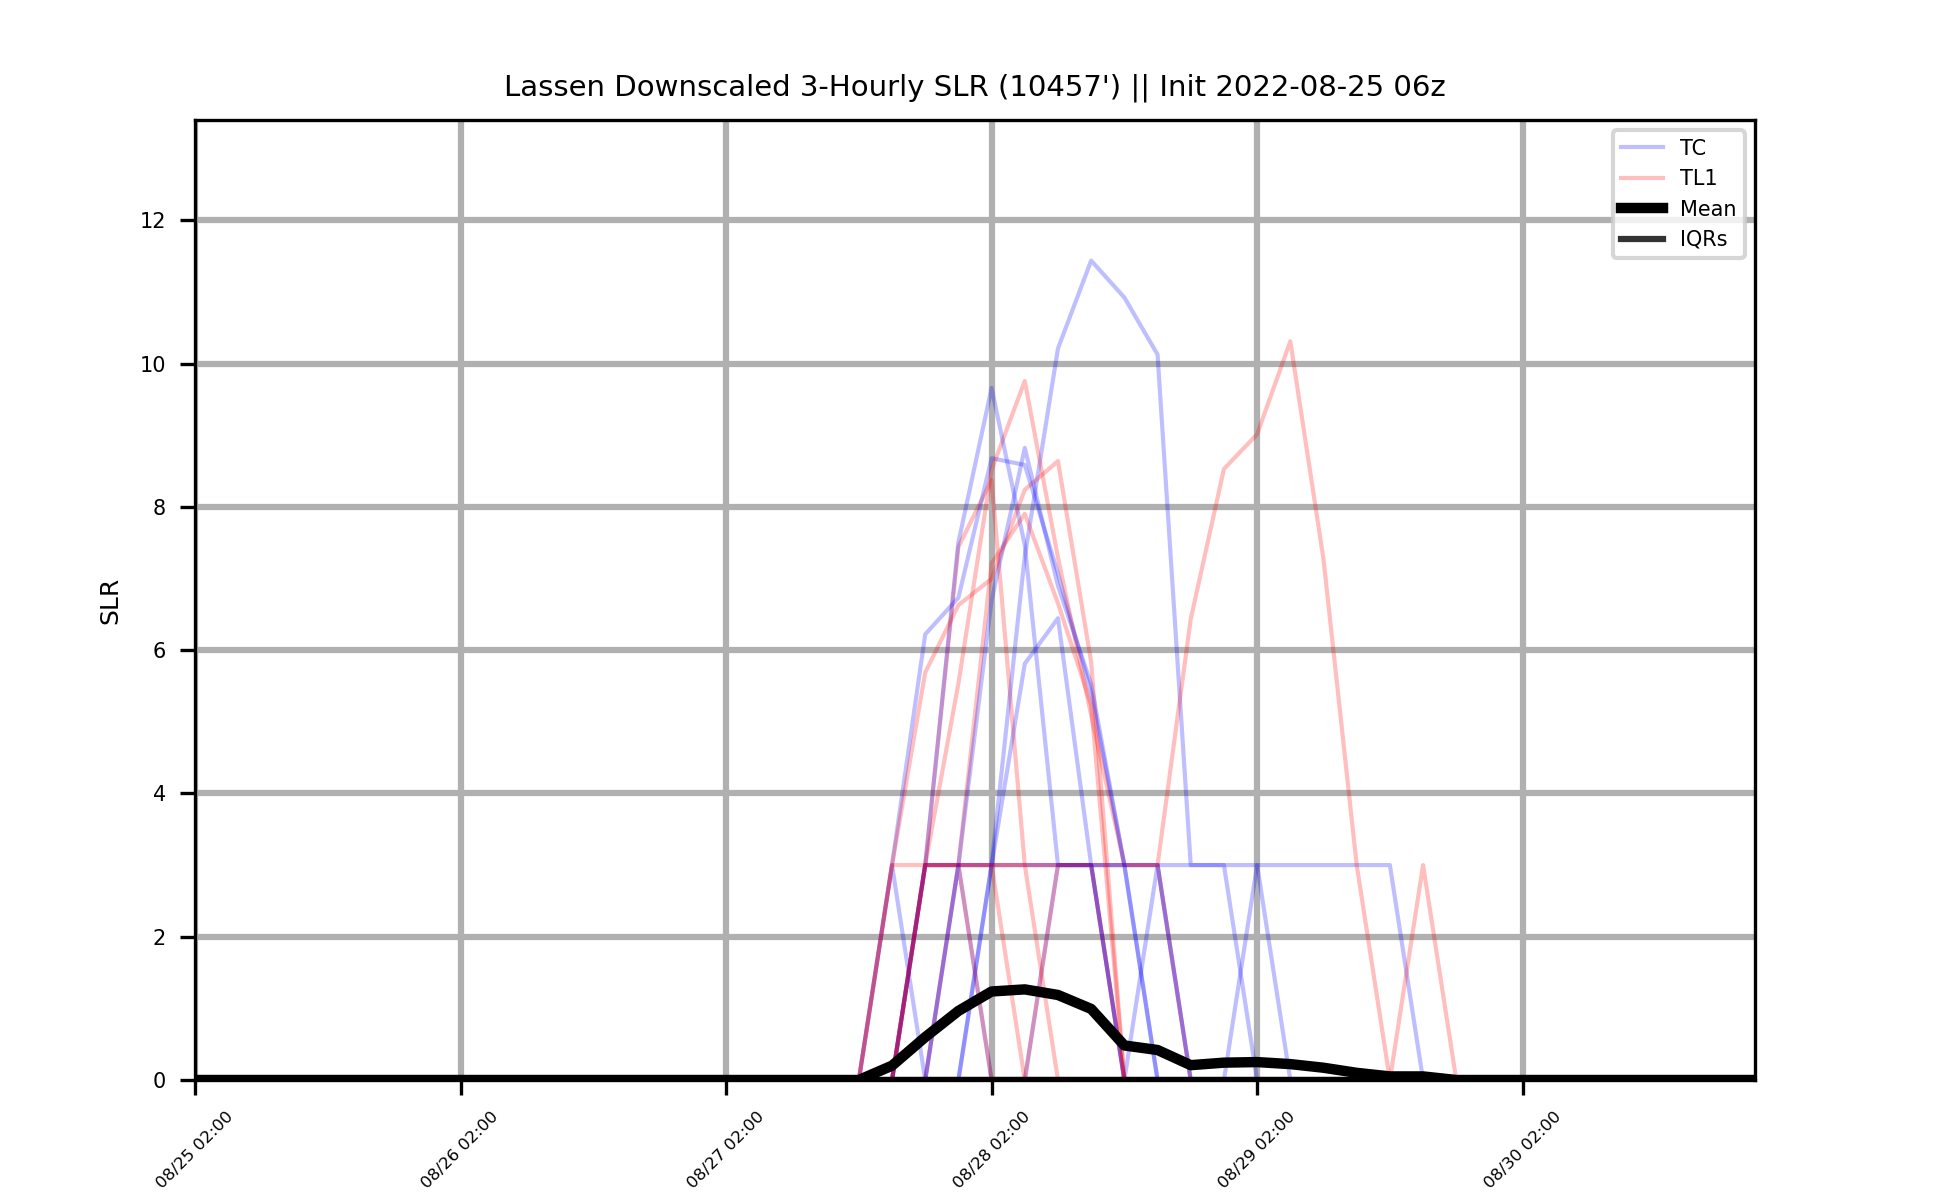 Lassen Downscaled 3-Hourly SLR (10457') || Init 2022-08-25 06z
TC
TL1
Mean
IQRs
12
10
8
6
4
2
0
SLR
08/25 02:00
08/26 02:00
08/27 02:00
08/28 02:00
08/29 02:00
08/30 02:00